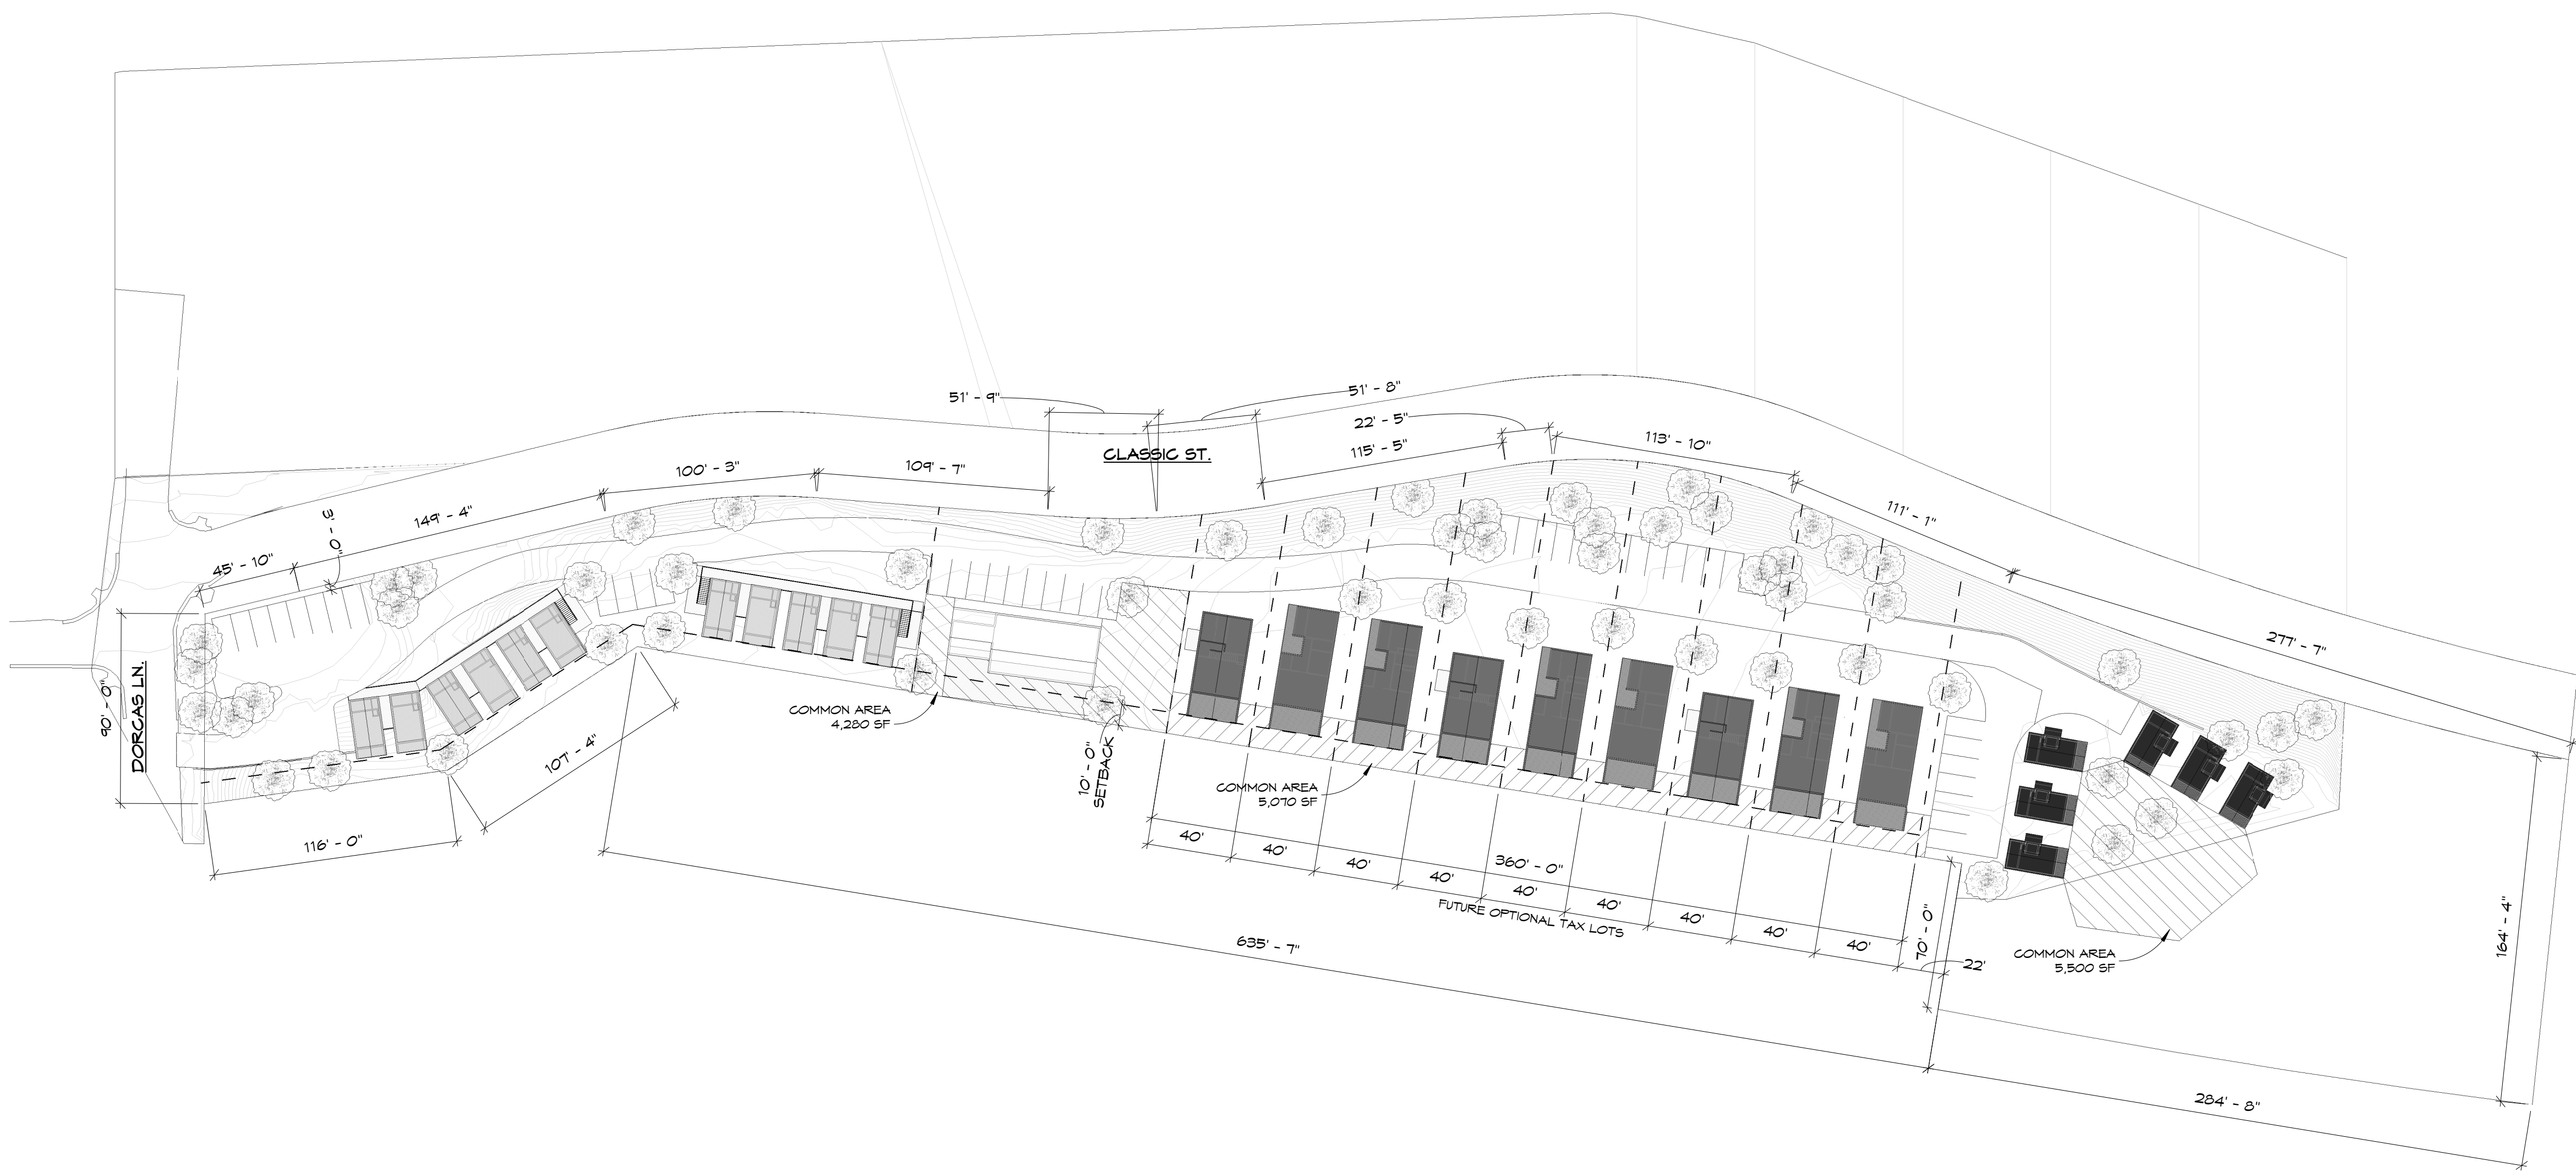 51' - 9"
51' - 8"
22' - 5"
115' - 5"
113' - 10"
CLASSIC ST.
100' - 3"
109' - 7"
149' - 4"
3' - 0"
45' - 10"
111' - 1"
277' - 7"
90' - 0"
DORCAS LN.
COMMON AREA
4,280 SF
107' - 4"
116' - 0"
10' - 0"
SETBACK
COMMON AREA
5,070 SF
40'
40'
40'
40'
40'
40'
40'
40'
40'
360' - 0"
FUTURE OPTIONAL TAX LOTS
22'
70' - 0"
635' - 7"
COMMON AREA
5,500 SF
164' - 4"
284' - 8"